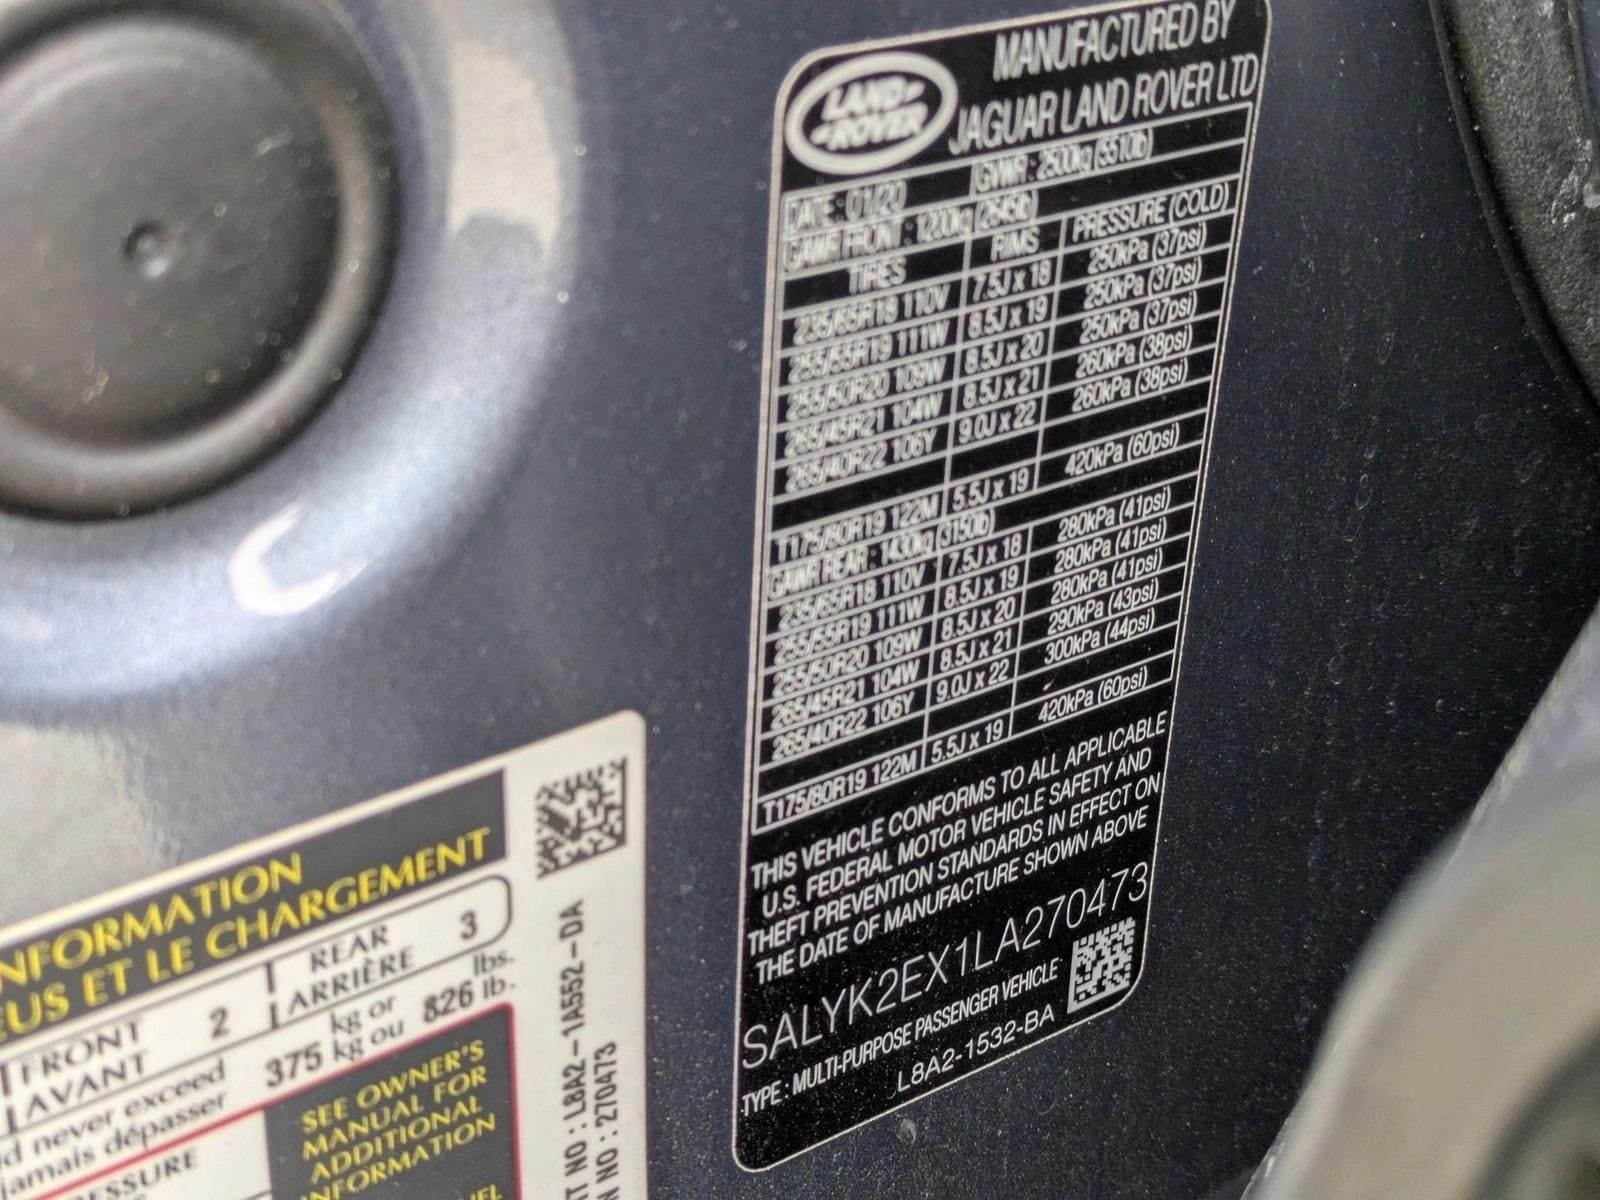 LAND
ROVER
MANUFACTURED BY
JAGUAR LAND ROVER LTD
DATE : 01/20 GVWR : 2500kg (5510lb)
GAWR FRONT : 1200kg (2645lb)
TIRES RIMS PRESSURE (COLD)
235/65R18 110V 7.5J x 18 250kPa (37psi)
255/55R19 111W 8.5J x 19 250kPa (37psi)
255/50R20 109W 8.5J x 20 250kPa (37psi)
265/45R21 104W 8.5J x 21 260kPa (38psi)
265/40R22 106Y 9.0J x 22 260kPa (38psi)
T175/80R19 122M 5.5J x 19 420kPa (60psi)
GAWR REAR : 1430kg (3150lb)
235/65R18 110V 7.5J x 18 280kPa (41psi)
255/55R19 111W 8.5J x 19 280kPa (41psi)
255/50R20 109W 8.5J x 20 280kPa (41psi)
265/45R21 104W 8.5J x 21 290kPa (43psi)
265/40R22 106Y 9.0J x 22 300kPa (44psi)
T175/80R19 122M 5.5J x 19 420kPa (60psi)
THIS VEHICLE CONFORMS TO ALL APPLICABLE
U.S. FEDERAL MOTOR VEHICLE SAFETY AND
THEFT PREVENTION STANDARDS IN EFFECT ON
THE DATE OF MANUFACTURE SHOWN ABOVE
SALYK2EX1LA270473
TYPE : MULTI-PURPOSE PASSENGER VEHICLE
L8A2-1532-BA
NFORMATION
EUS ET LE CHARGEMENT
FRONT 2 REAR 3
AVANT ARRIÈRE
d never exceed 375 kg or 826 lbs.
jamais dépasser kg ou lb.
ESSURE
SEE OWNER'S
MANUAL FOR
ADDITIONAL
INFORMATION
T NO : L8A2-1A552-DA
N NO : 270473